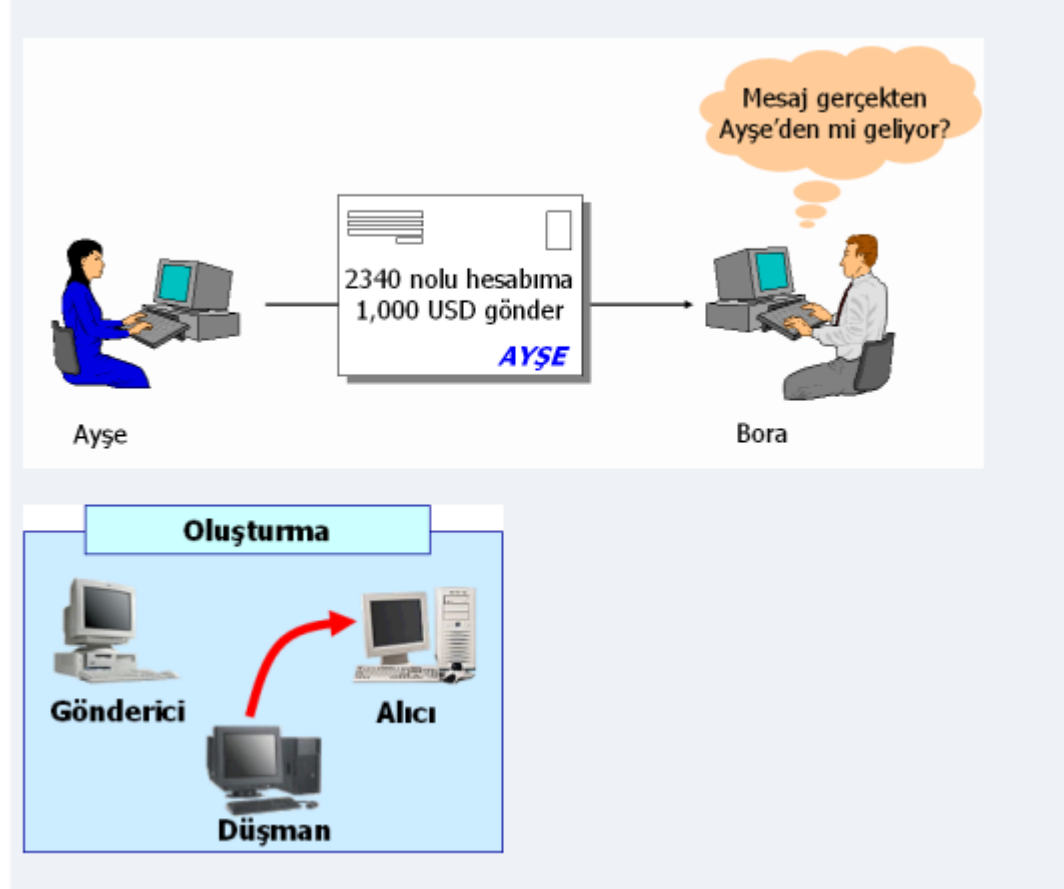 Mesaj gerçekten
Ayşe’den mi geliyor?
2340 nolu hesabıma
1,000 USD gönder
AYŞE
Ayşe
Bora
Oluşturma
Gönderici
Alıcı
Düşman